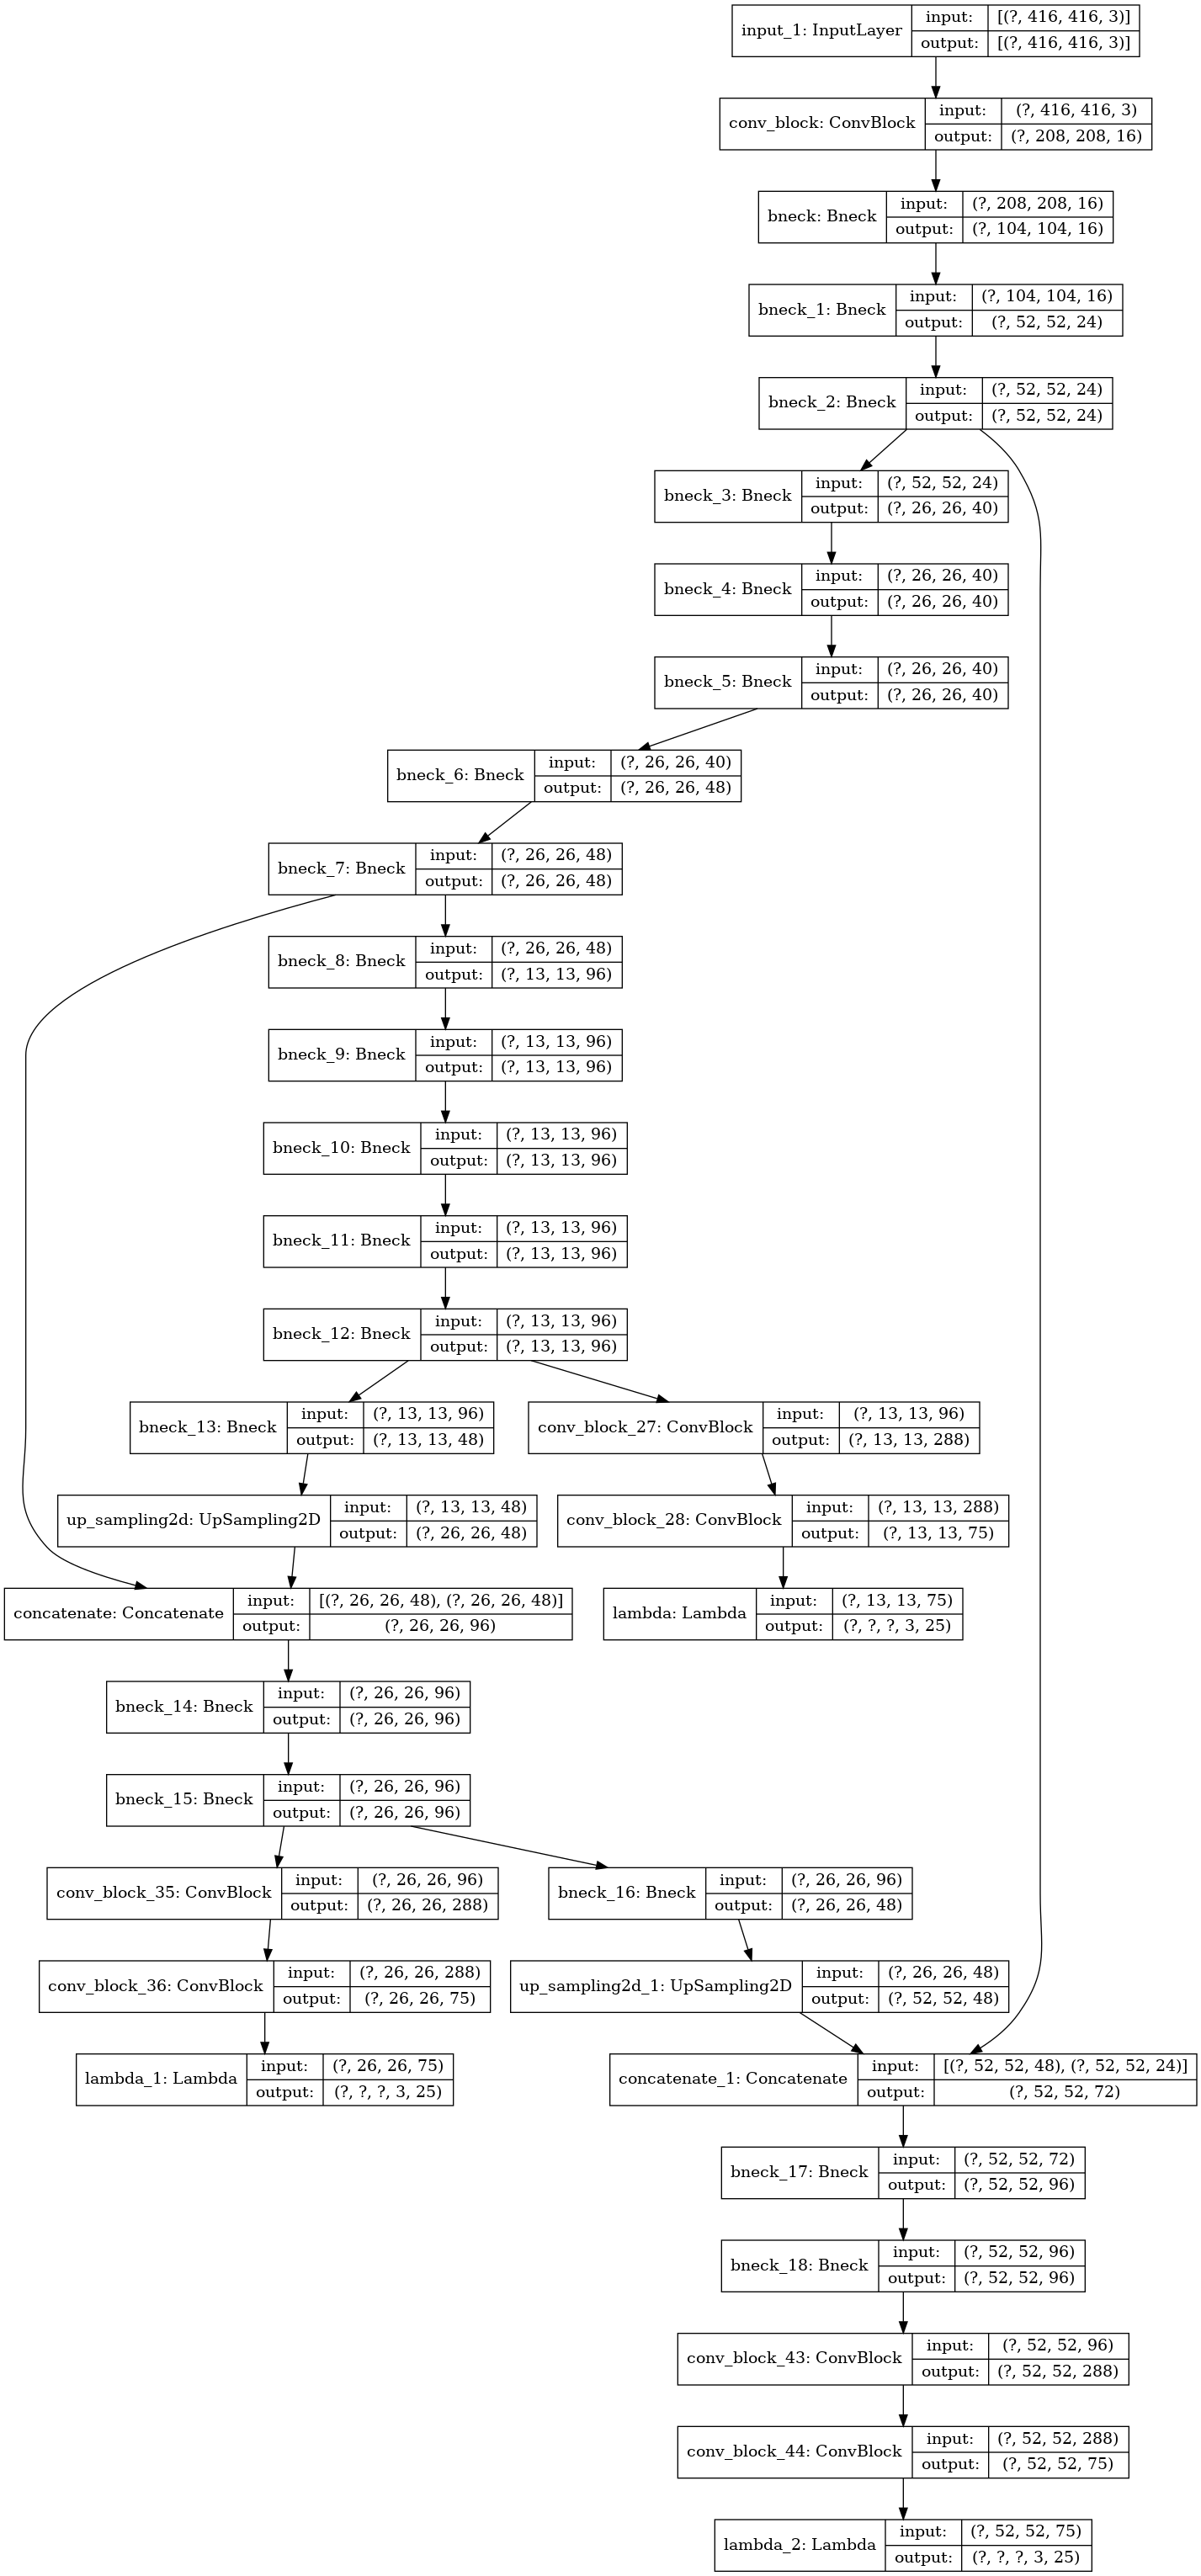 input_1: InputLayer
input: [(?, 416, 416, 3)]
output: [(?, 416, 416, 3)]
conv_block: ConvBlock
input: (?, 416, 416, 3)
output: (?, 208, 208, 16)
bneck: Bneck
input: (?, 208, 208, 16)
output: (?, 104, 104, 16)
bneck_1: Bneck
input: (?, 104, 104, 16)
output: (?, 52, 52, 24)
bneck_2: Bneck
input: (?, 52, 52, 24)
output: (?, 52, 52, 24)
bneck_3: Bneck
input: (?, 52, 52, 24)
output: (?, 26, 26, 40)
bneck_4: Bneck
input: (?, 26, 26, 40)
output: (?, 26, 26, 40)
bneck_5: Bneck
input: (?, 26, 26, 40)
output: (?, 26, 26, 40)
bneck_6: Bneck
input: (?, 26, 26, 40)
output: (?, 26, 26, 48)
bneck_7: Bneck
input: (?, 26, 26, 48)
output: (?, 26, 26, 48)
bneck_8: Bneck
input: (?, 26, 26, 48)
output: (?, 13, 13, 96)
bneck_9: Bneck
input: (?, 13, 13, 96)
output: (?, 13, 13, 96)
bneck_10: Bneck
input: (?, 13, 13, 96)
output: (?, 13, 13, 96)
bneck_11: Bneck
input: (?, 13, 13, 96)
output: (?, 13, 13, 96)
bneck_12: Bneck
input: (?, 13, 13, 96)
output: (?, 13, 13, 96)
bneck_13: Bneck
input: (?, 13, 13, 96)
output: (?, 13, 13, 48)
conv_block_27: ConvBlock
input: (?, 13, 13, 96)
output: (?, 13, 13, 288)
up_sampling2d: UpSampling2D
input: (?, 13, 13, 48)
output: (?, 26, 26, 48)
conv_block_28: ConvBlock
input: (?, 13, 13, 288)
output: (?, 13, 13, 75)
concatenate: Concatenate
input: [(?, 26, 26, 48), (?, 26, 26, 48)]
output: (?, 26, 26, 96)
lambda: Lambda
input: (?, 13, 13, 75)
output: (?, ?, ?, 3, 25)
bneck_14: Bneck
input: (?, 26, 26, 96)
output: (?, 26, 26, 96)
bneck_15: Bneck
input: (?, 26, 26, 96)
output: (?, 26, 26, 96)
conv_block_35: ConvBlock
input: (?, 26, 26, 96)
output: (?, 26, 26, 288)
bneck_16: Bneck
input: (?, 26, 26, 96)
output: (?, 26, 26, 48)
conv_block_36: ConvBlock
input: (?, 26, 26, 288)
output: (?, 26, 26, 75)
up_sampling2d_1: UpSampling2D
input: (?, 26, 26, 48)
output: (?, 52, 52, 48)
lambda_1: Lambda
input: (?, 26, 26, 75)
output: (?, ?, ?, 3, 25)
concatenate_1: Concatenate
input: [(?, 52, 52, 48), (?, 52, 52, 24)]
output: (?, 52, 52, 72)
bneck_17: Bneck
input: (?, 52, 52, 72)
output: (?, 52, 52, 96)
bneck_18: Bneck
input: (?, 52, 52, 96)
output: (?, 52, 52, 96)
conv_block_43: ConvBlock
input: (?, 52, 52, 96)
output: (?, 52, 52, 288)
conv_block_44: ConvBlock
input: (?, 52, 52, 288)
output: (?, 52, 52, 75)
lambda_2: Lambda
input: (?, 52, 52, 75)
output: (?, ?, ?, 3, 25)